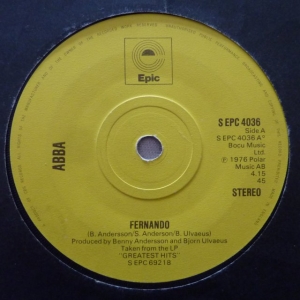 Epic
ABBA
S EPC 4036
Side A
S EPC 4036 A
Bocu Music
Ltd.
℗ 1976 Polar
Music AB
4.15
45
STEREO
FERNANDO
(B. Andersson/S. Anderson/B. Ulvaeus)
Produced by Benny Andersson and Bjorn Ulvaeus
Taken from the LP
"GREATEST HITS"
S EPC 69218